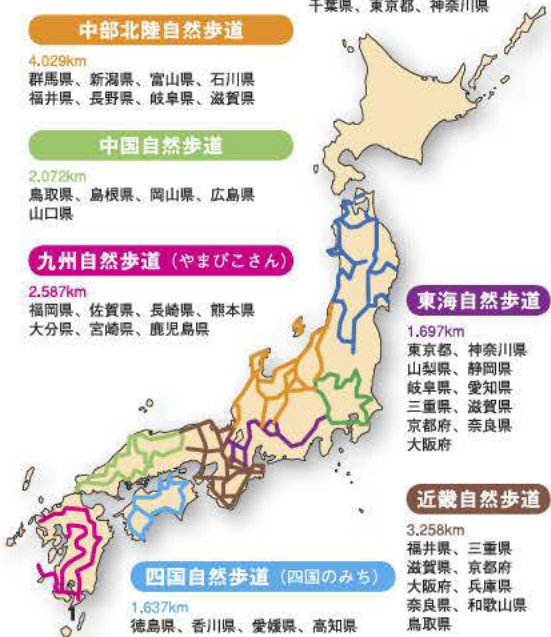 千葉県、東京都、神奈川県
中部北陸自然歩道
4.029km
群馬県、新潟県、富山県、石川県
福井県、長野県、岐阜県、滋賀県
中国自然歩道
2.072km
鳥取県、島根県、岡山県、広島県
山口県
九州自然歩道（やまびこさん）
2.587km
福岡県、佐賀県、長崎県、熊本県
大分県、宮崎県、鹿児島県
東海自然歩道
1.697km
東京都、神奈川県
山梨県、静岡県
岐阜県、愛知県
三重県、滋賀県
京都府、奈良県
大阪府
近畿自然歩道
3.258km
福井県、三重県
滋賀県、京都府
大阪府、兵庫県
奈良県、和歌山県
鳥取県
四国自然歩道（四国のみち）
1.637km
徳島県、香川県、愛媛県、高知県